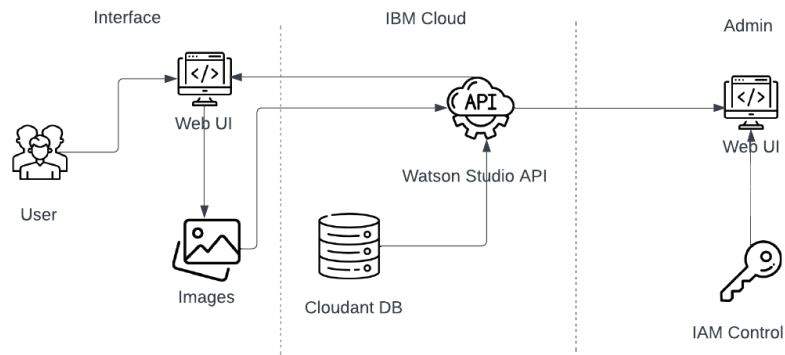 Interface
IBM Cloud
Admin
</>
</>
API
Web UI
Web UI
Watson Studio API
User
Images
Cloudant DB
IAM Control